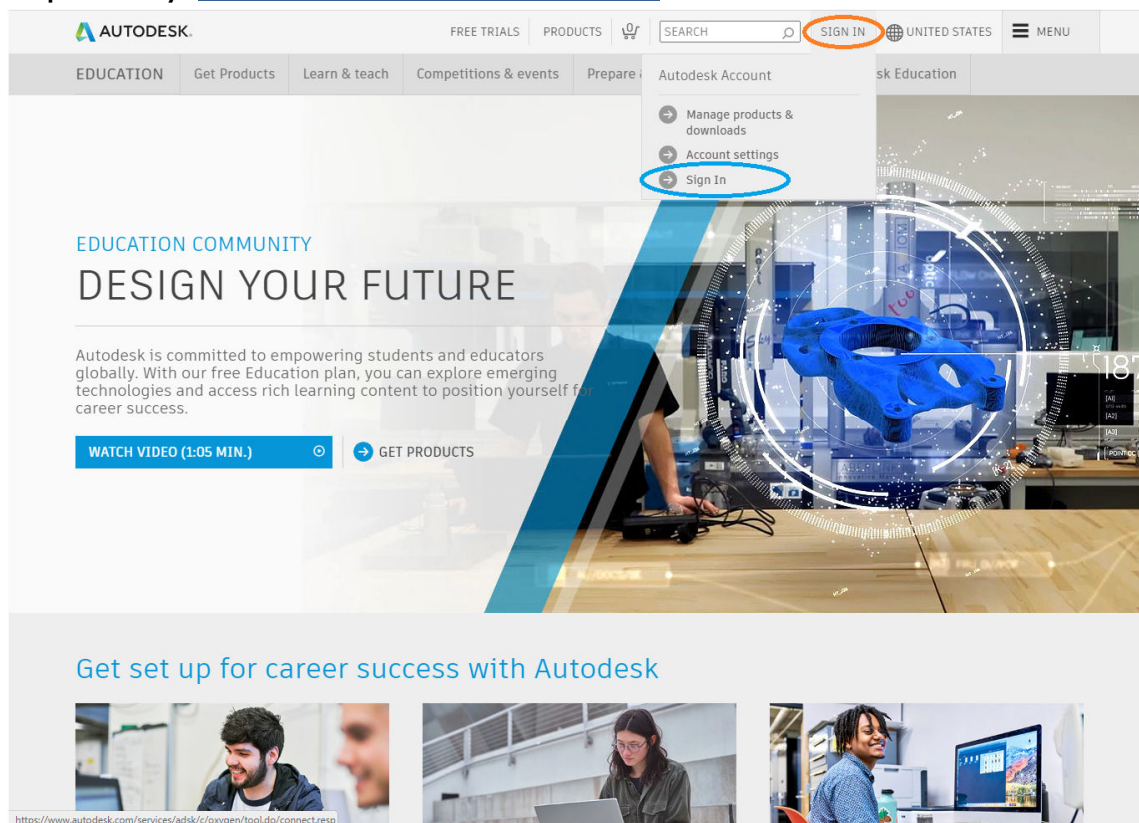 AUTODESK.
FREE TRIALS
PRODUCTS
0
SEARCH
SIGN IN
UNITED STATES
MENU
EDUCATION
Get Products
Learn & teach
Competitions & events
Prepare
sk Education
Autodesk Account
Manage products &
downloads
Account settings
Sign In
EDUCATION COMMUNITY
DESIGN YOUR FUTURE
Autodesk is committed to empowering students and educators
globally. With our free Education plan, you can explore emerging
technologies and access rich learning content to position yourself for
career success.
WATCH VIDEO (1:05 MIN.)
GET PRODUCTS
187
[A2]
[A3]
Get set up for career success with Autodesk
https://www.autodesk.com/services/adsk/c/oxygen/tool.do/connect.resp